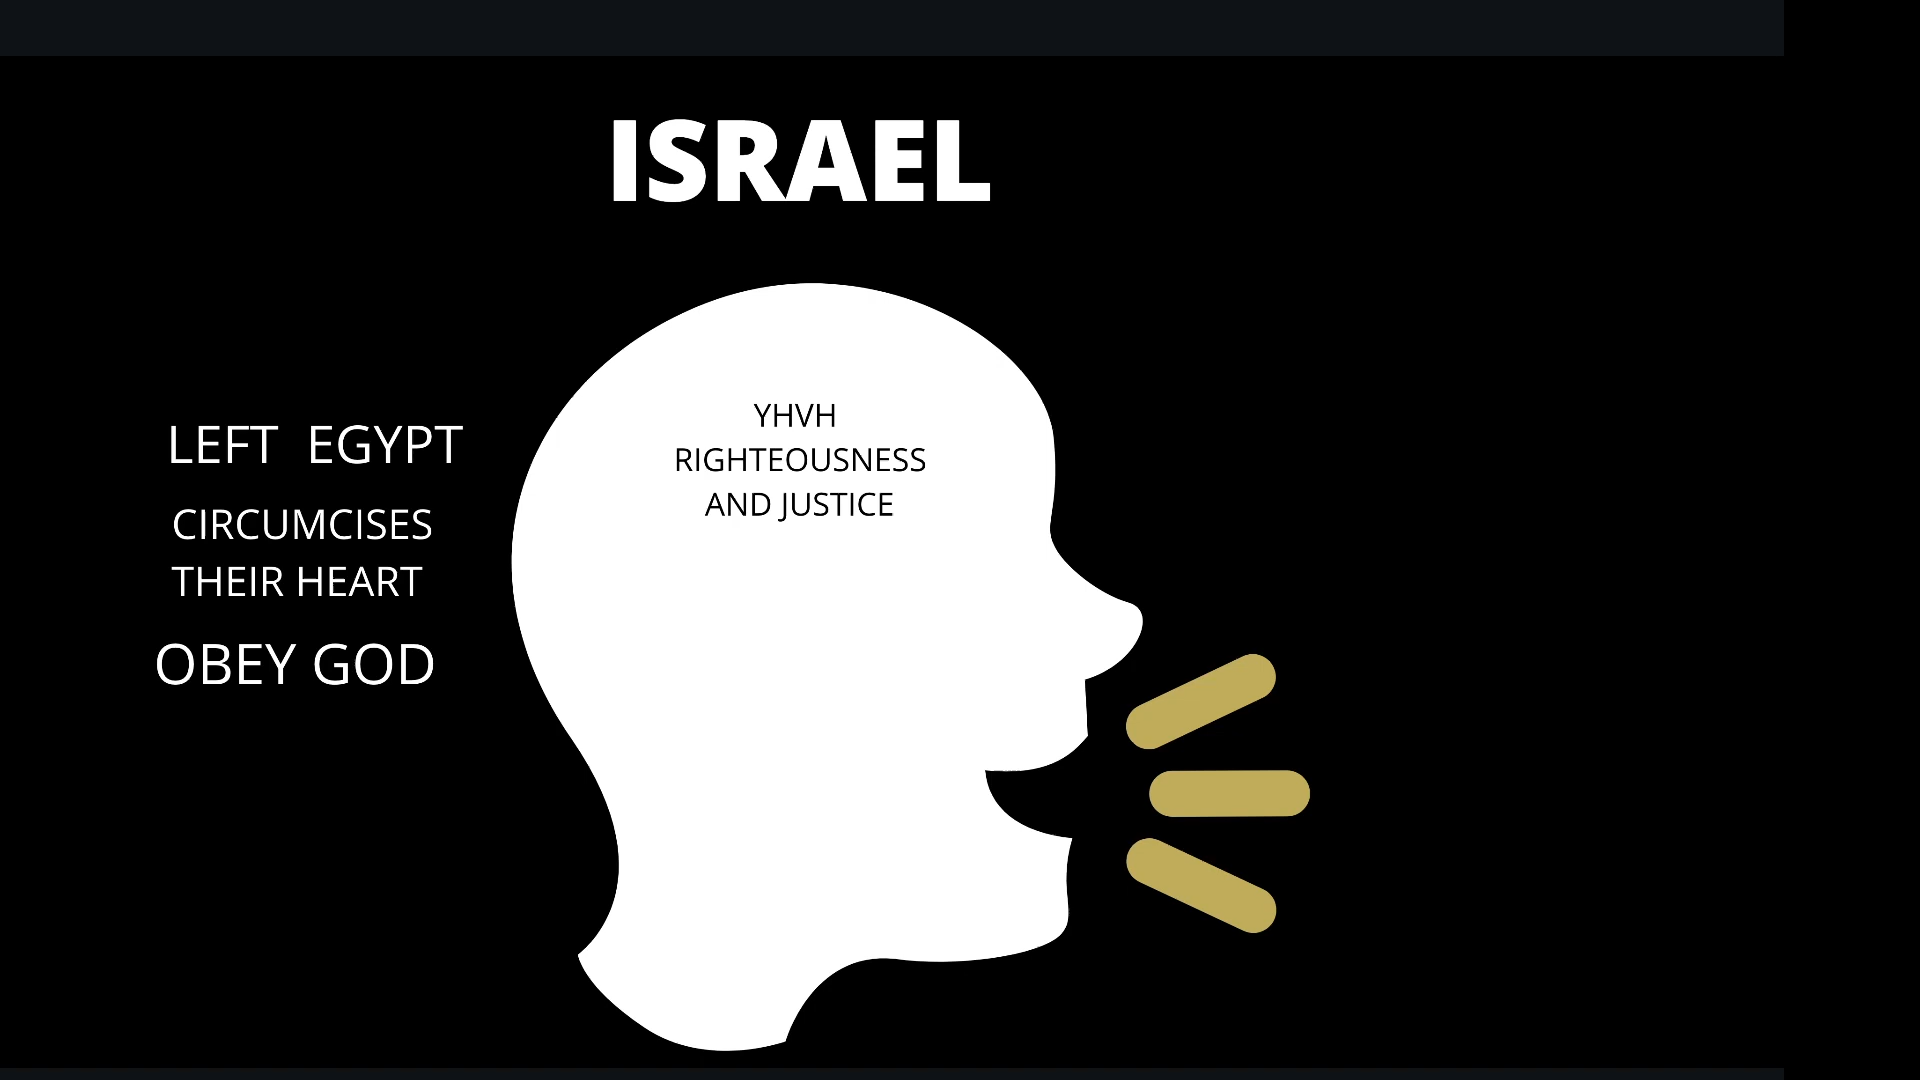 ISRAEL
YHVH
RIGHTEOUSNESS
AND JUSTICE
LEFT EGYPT
CIRCUMCISES
THEIR HEART
OBEY GOD